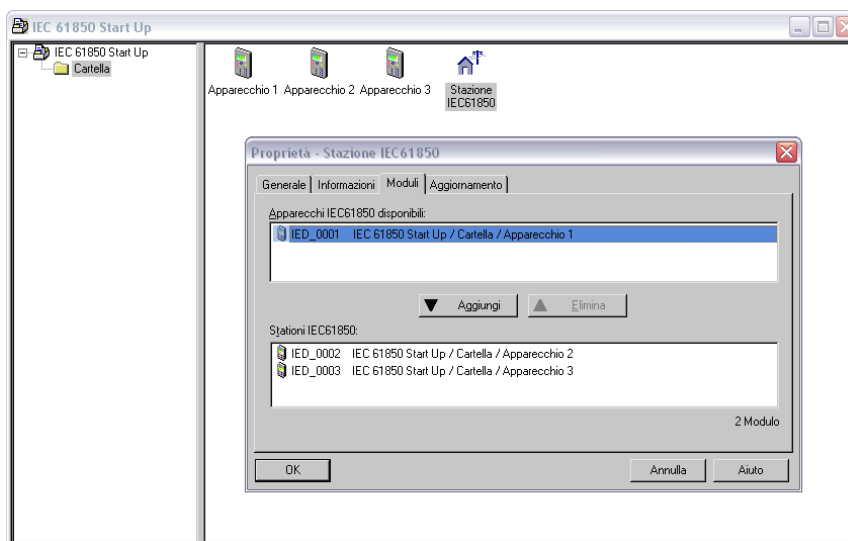 IEC 61850 Start Up
IEC 61850 Start Up
Cartella
Apparecchio 1 Apparecchio 2 Apparecchio 3 Stazione
IEC61850
Proprietà - Stazione IEC61850
Generale Informazioni Moduli Aggiornamento
Apparecchi IEC61850 disponibili:
IED_0001 IEC 61850 Start Up / Cartella / Apparecchio 1
Aggiungi Elimina
Stationi IEC61850:
IED_0002 IEC 61850 Start Up / Cartella / Apparecchio 2
IED_0003 IEC 61850 Start Up / Cartella / Apparecchio 3
2 Modulo
OK Annulla Aiuto